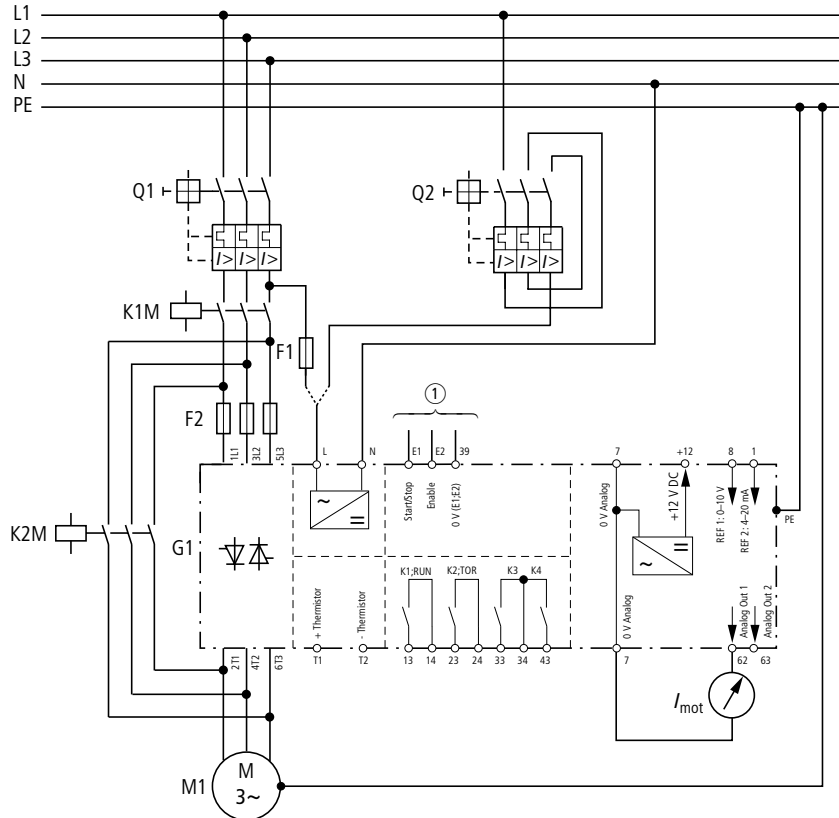 L1
L2
L3
N
PE
Q1
I> I> I>
Q2
I> I> I>
K1M
F1
①
F2
1L1
3L2
5L3
L
N
E1
E2
39
7
+12
8
1
Start/Stop
Enable
0 V (E1;E2)
0 V Analog
+12 V DC
REF 1: 0–10 V
REF 2: 4–20 mA
PE
~
=
=
~
K2M
G1
+ Thermistor
- Thermistor
K1;RUN
K2;TOR
K3
K4
0 V Analog
Analog Out 1
Analog Out 2
2T1
4T2
6T3
T1
T2
13
14
23
24
33
34
43
7
62
63
Imot
M1
M
3~